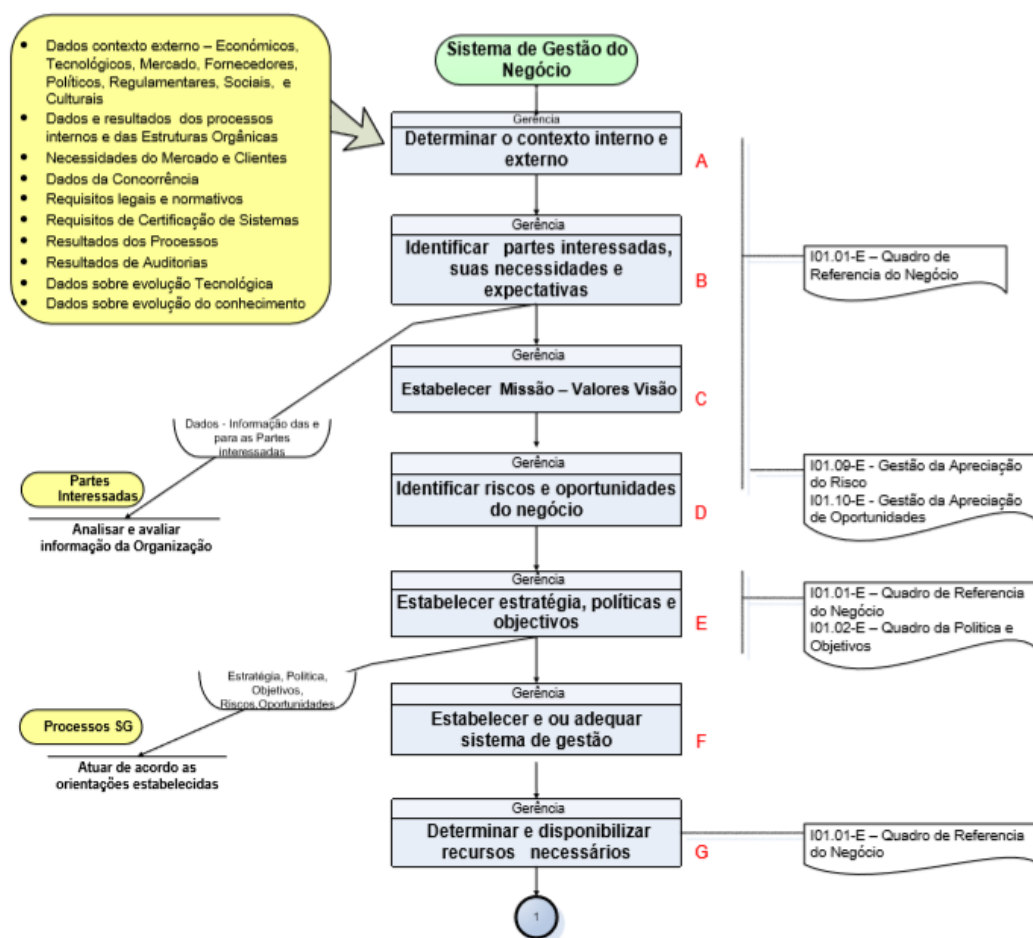 • Dados contexto externo – Económicos,
Tecnológicos, Mercado, Fornecedores,
Políticos, Regulamentares, Sociais, e
Culturais
• Dados e resultados dos processos
internos e das Estruturas Orgânicas
• Necessidades do Mercado e Clientes
• Dados da Concorrência
• Requisitos legais e normativos
• Requisitos de Certificação de Sistemas
• Resultados dos Processos
• Resultados de Auditorias
• Dados sobre evolução Tecnológica
• Dados sobre evolução do conhecimento
Sistema de Gestão do
Negócio
Gerência
Determinar o contexto interno e
externo
A
Gerência
Identificar partes interessadas,
suas necessidades e
expectativas
B
I01.01-E – Quadro de
Referencia do Negócio
Gerência
Estabelecer Missão – Valores Visão
C
Dados - Informação das e
para as Partes
interessadas
Partes
Interessadas
Analisar e avaliar
informação da Organização
Gerência
Identificar riscos e oportunidades
do negócio
D
I01.09-E - Gestão da Apreciação
do Risco
I01.10-E - Gestão da Apreciação
de Oportunidades
Gerência
Estabelecer estratégia, políticas e
objectivos
E
I01.01-E – Quadro de Referencia
do Negócio
I01.02-E – Quadro da Politica e
Objetivos
Estratégia, Politica,
Objetivos,
Riscos,Oportunidades
Processos SG
Atuar de acordo as
orientações estabelecidas
Gerência
Estabelecer e ou adequar
sistema de gestão
F
Gerência
Determinar e disponibilizar
recursos necessários
G
I01.01-E – Quadro de Referencia
do Negócio
1